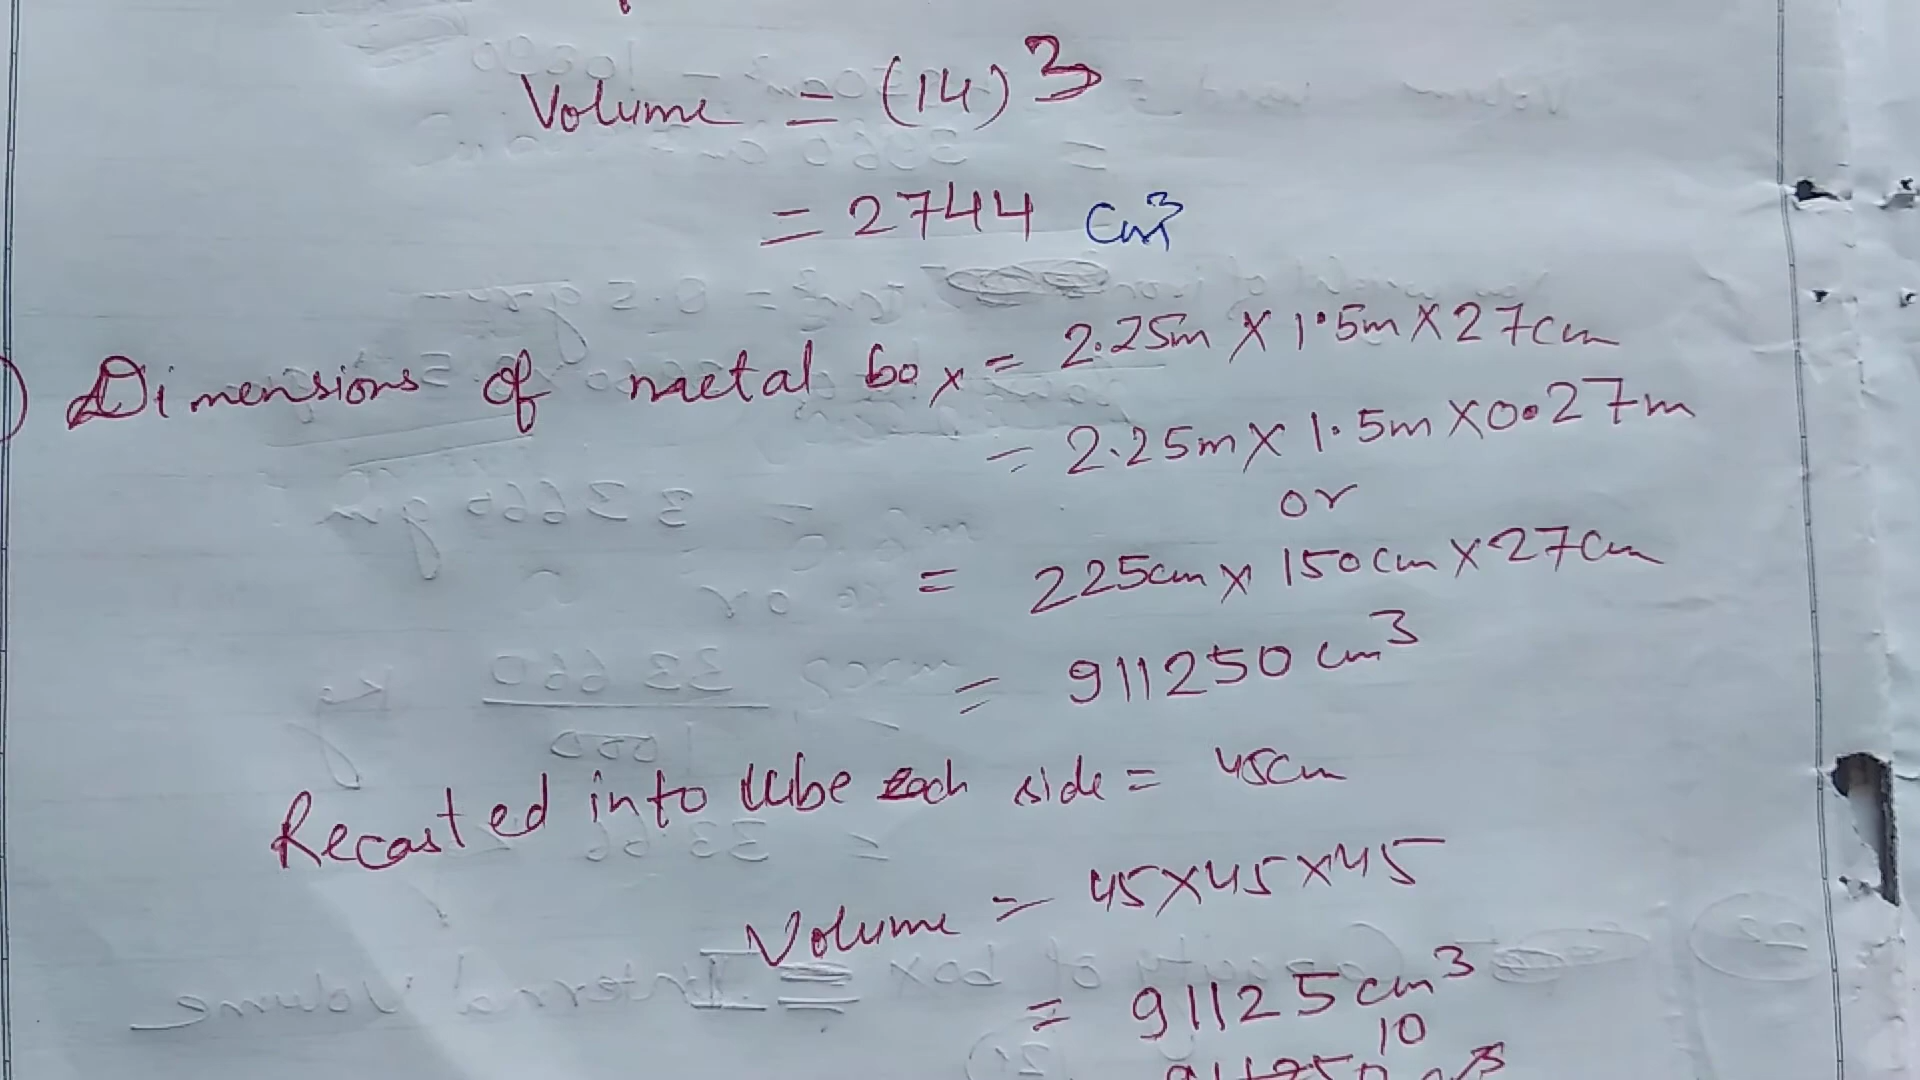 Volume = (14)3
= 2744 cm3
Dimensions of maetal box = 2.25m X 1.5m X 27cm
= 2.25m X 1.5m X 0.27m
or
= 225cm x 150cm x 27cm
= 911250 cm3
Recasted into cube each side = 45cm
Volume = 45X45X45
= 91125 cm3
10